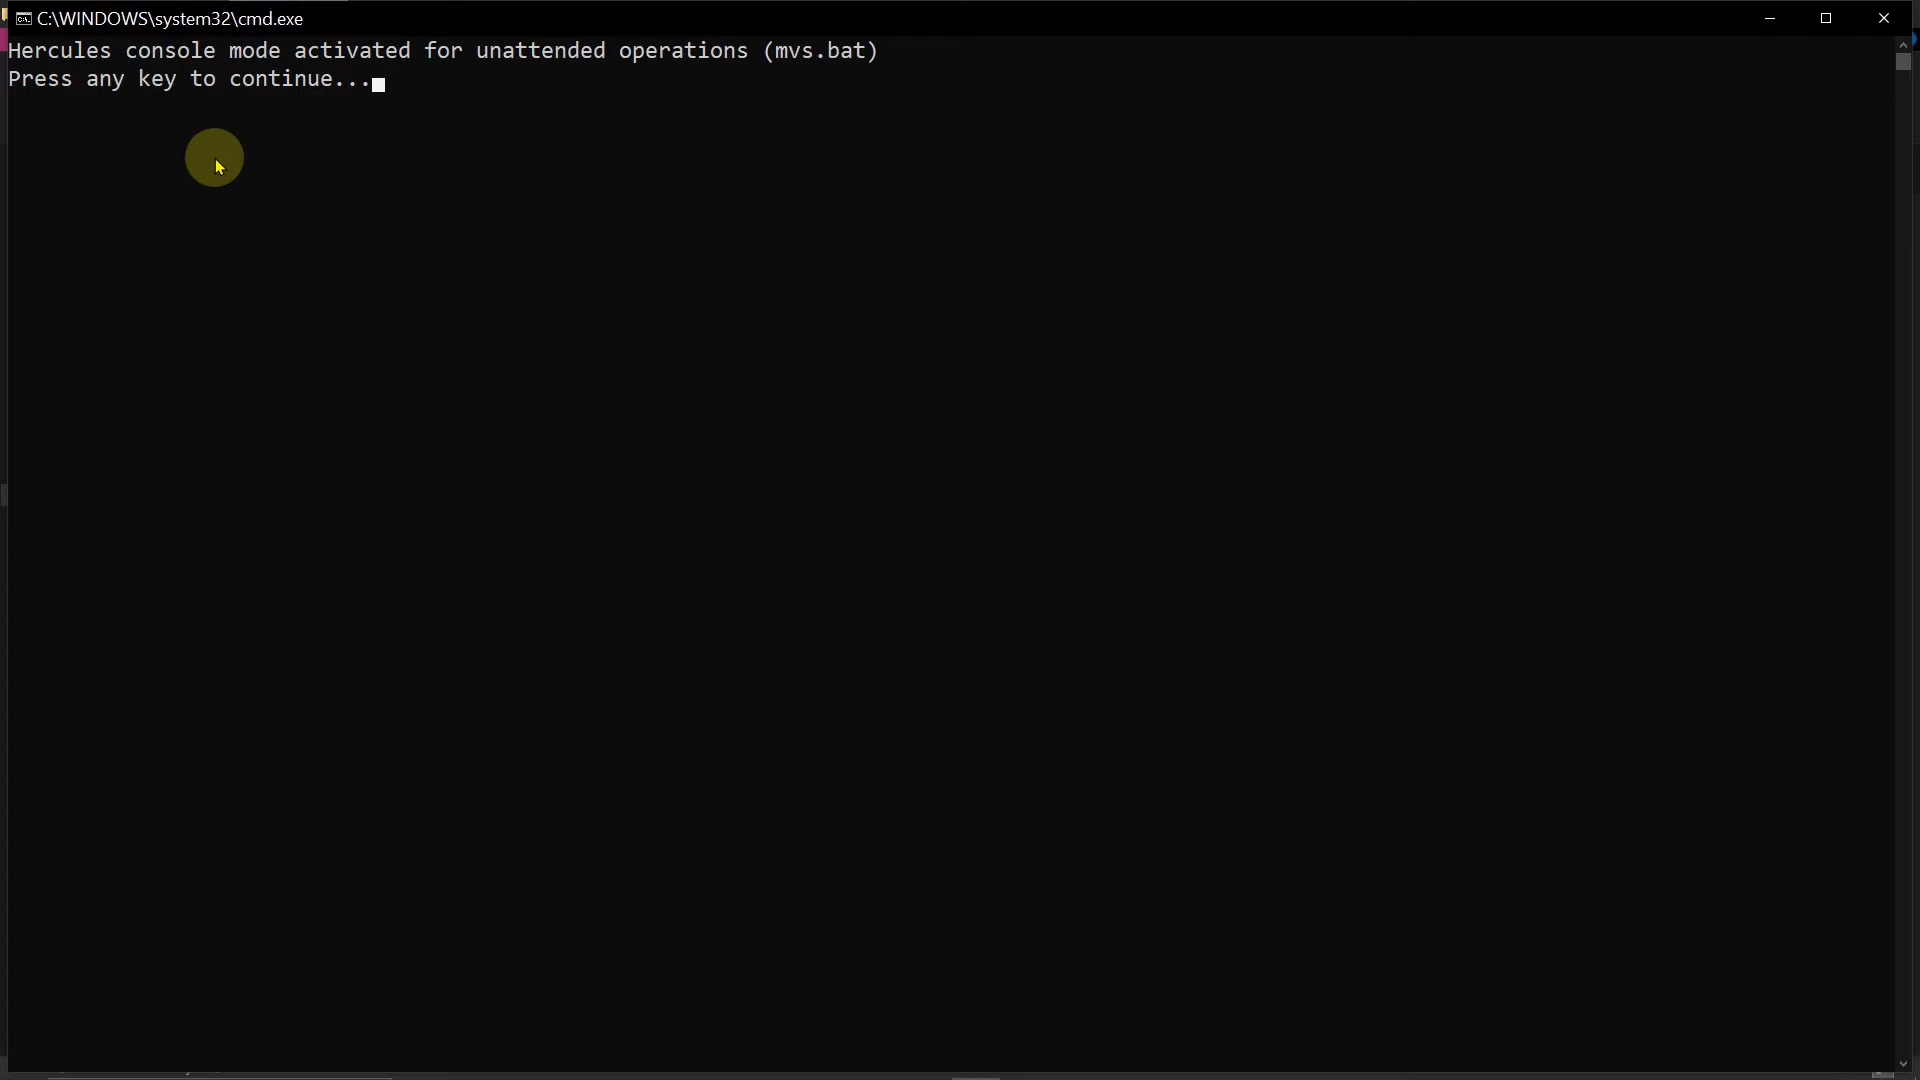 C:\WINDOWS\system32\cmd.exe
Hercules console mode activated for unattended operations (mvs.bat)
Press any key to continue...